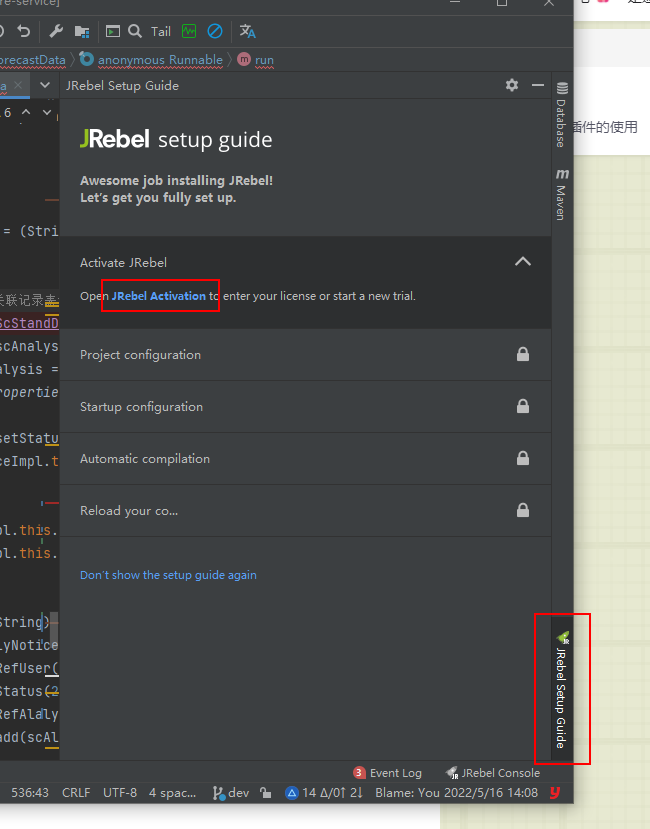 re-service]
Tail
orecastData
anonymous Runnable
m run
JRebel Setup Guide
6
Database
插件的使用
Maven
JRebel setup guide
Awesome job installing JRebel!
Let's get you fully set up.
= (Stri
Activate JRebel
Open JRebel Activation to enter your license or start a new trial.
关联记录表
ScStandD
scAnalys
alysis =
ropertie
Project configuration
Startup configuration
setStatu
ceImpl.t
Automatic compilation
Reload your co...
ol.this.
ol.this.
Don't show the setup guide again
String)
lyNotice
RefUser(
Status(2
RefAlaly
add(scAl
JRebel Setup Guide
3 Event Log
JRebel Console
536:43 CRLF UTF-8 4 spac... dev 14 Δ/0↑ 2↓ Blame: You 2022/5/16 14:08